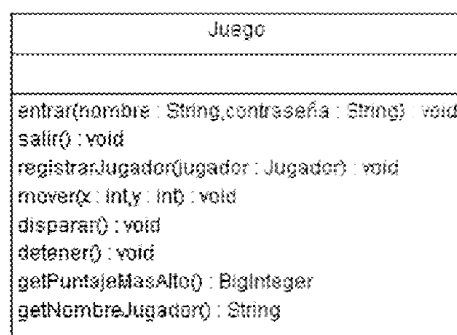 Juego
entrar(nombre : String,contraseña : String) : void
salir() : void
registrarJugador(jugador : Jugador) : void
mover(x : int,y : int) : void
disparar() : void
detener() : void
getPuntajeMasAlto() : BigInteger
getNombreJugador() : String